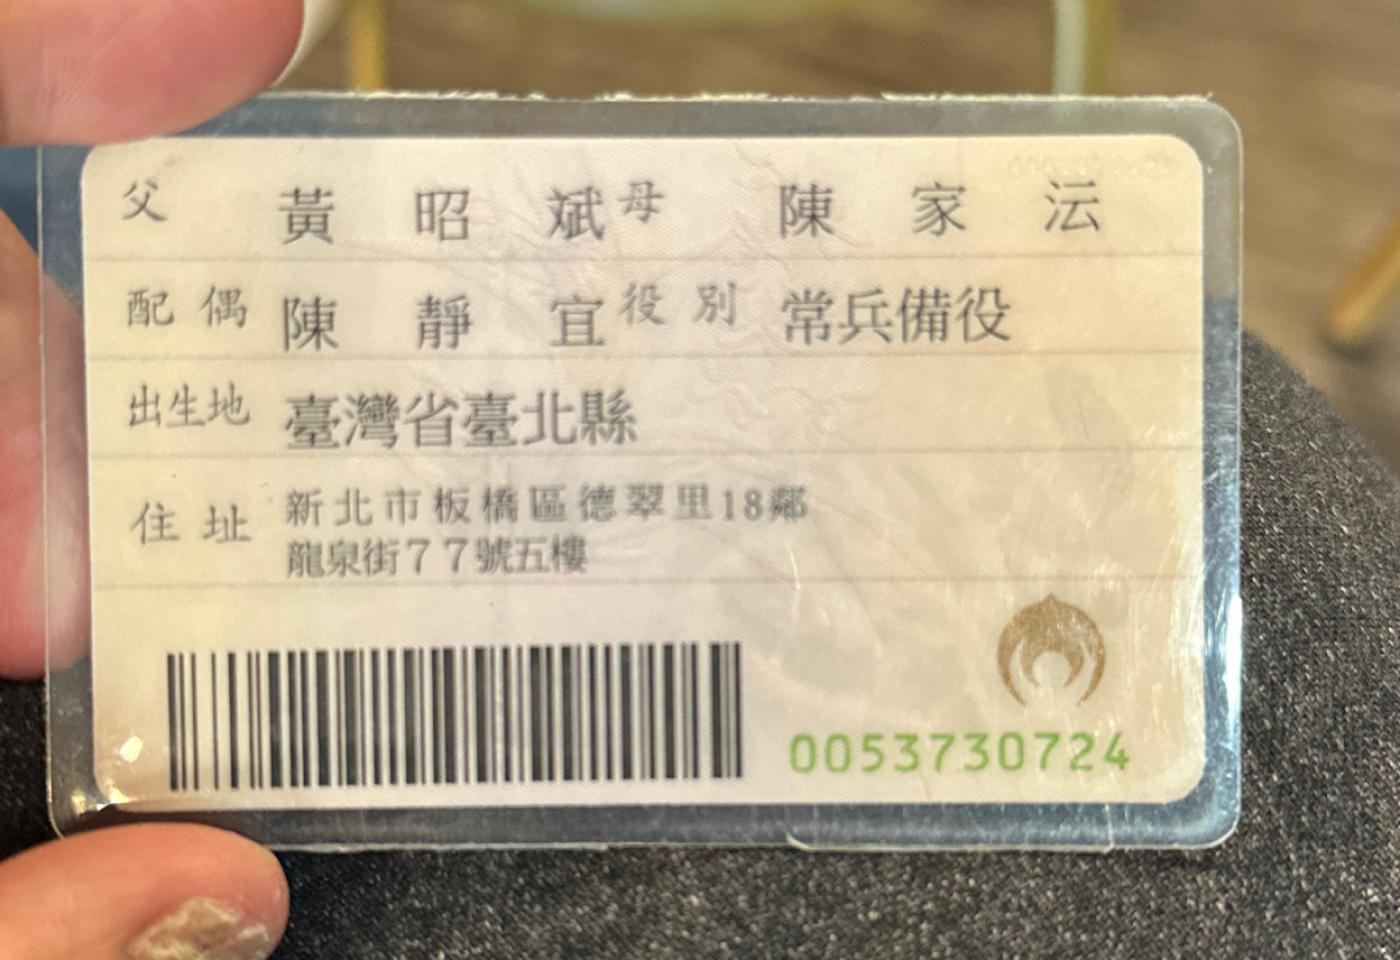 父 黃昭斌 母 陳家沄
配偶 陳靜宜 役別 常兵備役
出生地 臺灣省臺北縣
住址 新北市板橋區德翠里18鄰
龍泉街77號五樓
0053730724